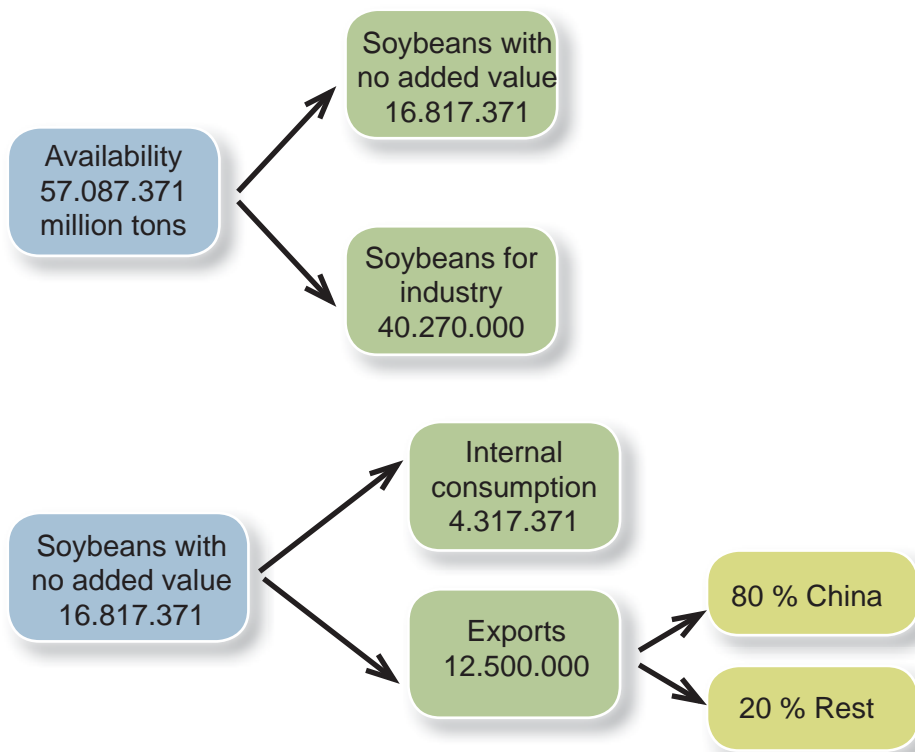 Soybeans with
no added value
16.817.371
Availability
57.087.371
million tons
Soybeans for
industry
40.270.000
Internal
consumption
4.317.371
Soybeans with
no added value
16.817.371
Exports
12.500.000
80 % China
20 % Rest